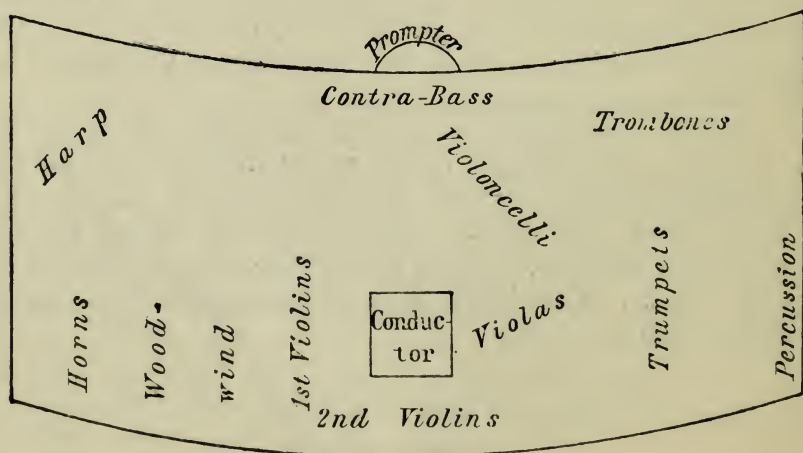 Prompter
Contra-Bass
Trombones
Harp
Violoncelli
Horns
Wood-
wind
1st Violins
Conduc-
tor
Violas
Trumpets
Percussion
2nd Violins